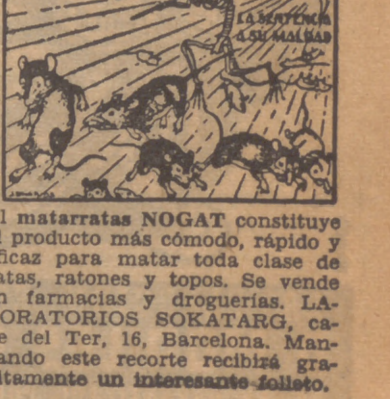 LA SENTENCIA
A SU MALDAD
l matarratas NOGAT constituye
l producto más cómodo, rápido y
ficaz para matar toda clase de
atas, ratones y topos. Se vende
n farmacias y droguerías. LA-
ORATORIOS SOKATARG, ca-
e del Ter, 16, Barcelona. Man-
ando este recorte recibirá gra-
itamente un interesante folleto.